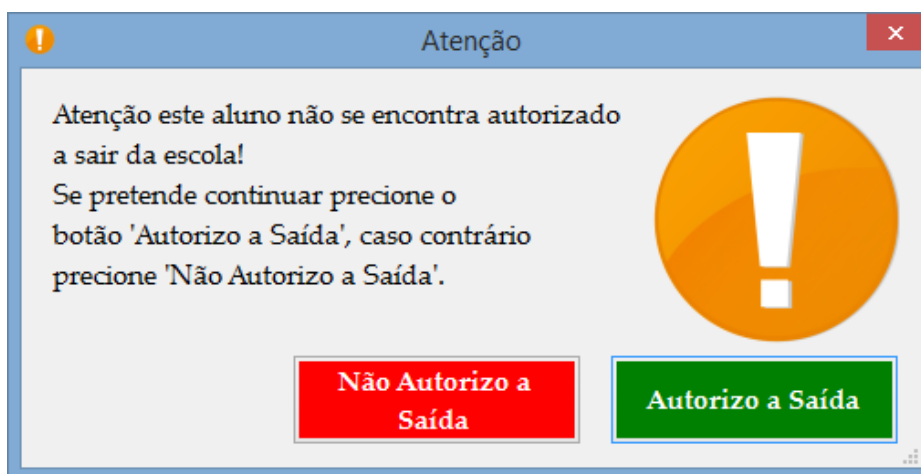 Atenção
Atenção este aluno não se encontra autorizado
a sair da escola!
Se pretende continuar precione o
botão 'Autorizo a Saída', caso contrário
precione 'Não Autorizo a Saída'.
Não Autorizo a
Saída
Autorizo a Saída